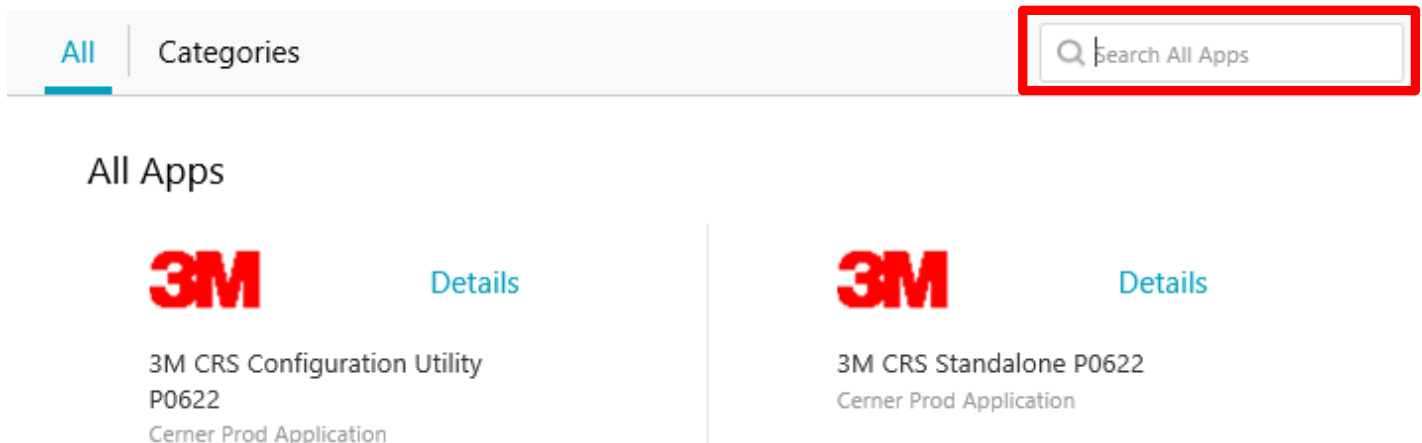 All
Categories
Search All Apps
All Apps
3M
Details
3M
Details
3M CRS Configuration Utility
P0622
Cerner Prod Application
3M CRS Standalone P0622
Cerner Prod Application